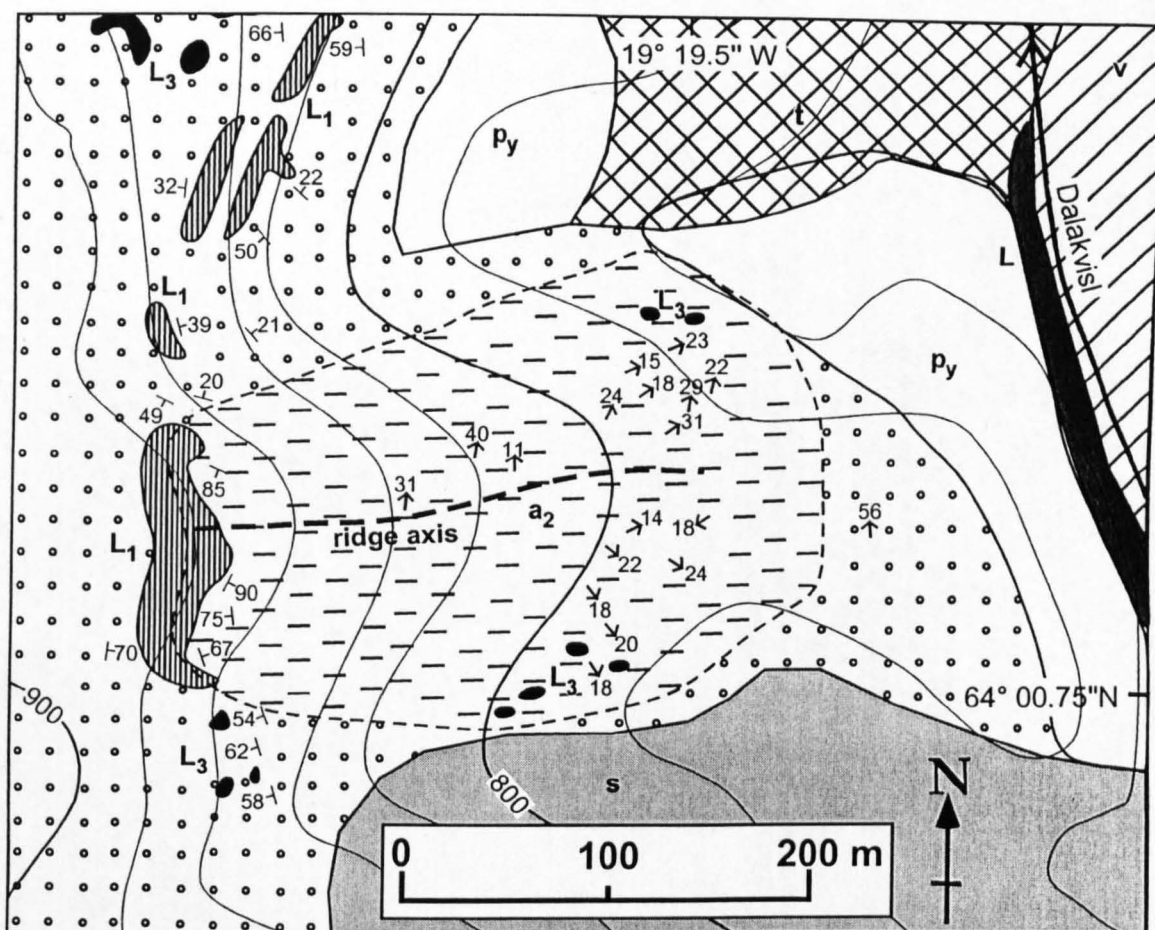 66
59
19° 19.5" W
v
L₃
L₁
p_y
t
32
22
50
Dalakvisl
L
L₁
39
21
L₃
23
15
22
p_y
18
29
20
24
31
49
40
11
85
31
a₂
56
ridge axis
14
18
L₁
22
24
90
75
18
67
20
70
L₃
18
64° 00.75"N
900
54
L₃
62
58
800
s
N
0 100 200 m